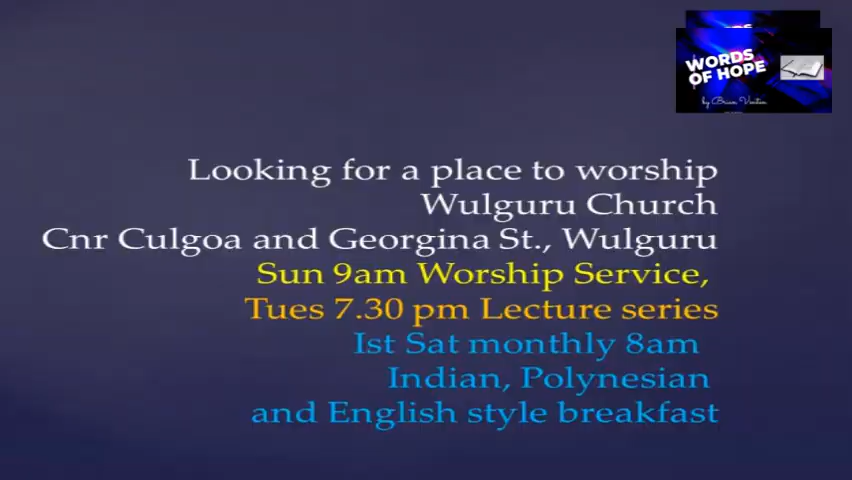 WORDS
OF HOPE
Looking for a place to worship
Wulguru Church
Cnr Culgoa and Georgina St., Wulguru
Sun 9am Worship Service,
Tues 7.30 pm Lecture series
Ist Sat monthly 8am
Indian, Polynesian
and English style breakfast